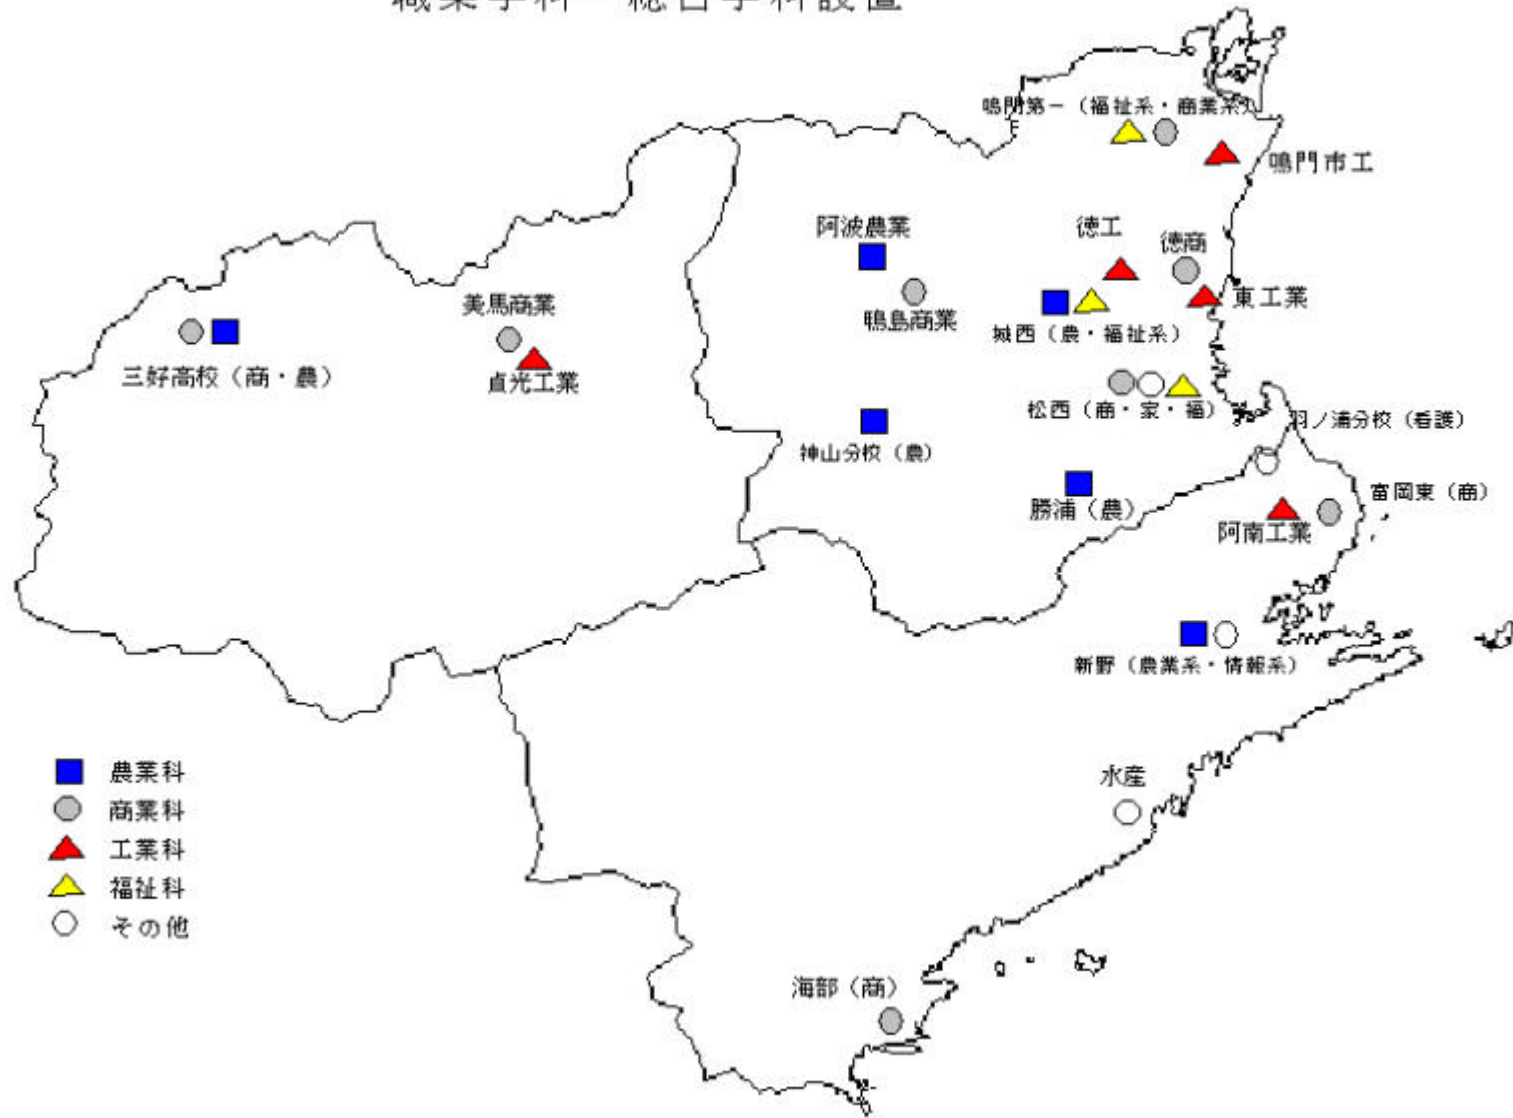 職業学科・総合学科設置
鳴門第一（福祉系・商業系）
鳴門市工
阿波農業
徳工
徳商
美馬商業
東工業
鴨島商業
城西（農・福祉系）
三好高校（商・農）
貞光工業
松西（商・家・福）
羽ノ浦分校（看護）
神山分校（農）
富岡東（商）
勝浦（農）
阿南工業
新野（農業系・情報系）
農業科
水産
商業科
工業科
福祉科
その他
海部（商）